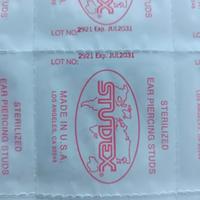 LOT NO:
2921 Exp. JUL2031
STERILIZED
EAR PIERCING STUDS
MADE IN U.S.A.
LOS ANGELES, CA
STUDEX
STERILIZED
EAR PIERCING STUDS
LOT NO:
2921 Exp. JUL2031